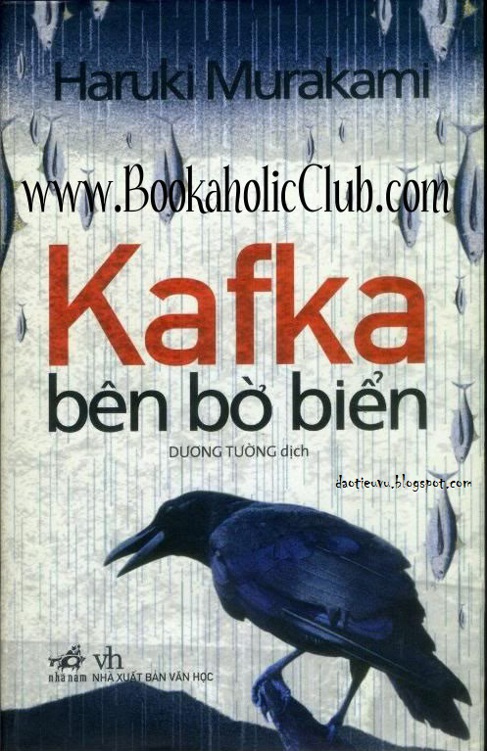 Haruki Murakami
www.BookaholicClub.com
Kafka
bên bờ biển
DƯƠNG TƯỜNG dịch
daotieuvu.blogspot.com
vh
nhã nam NHÀ XUẤT BẢN VĂN HỌC